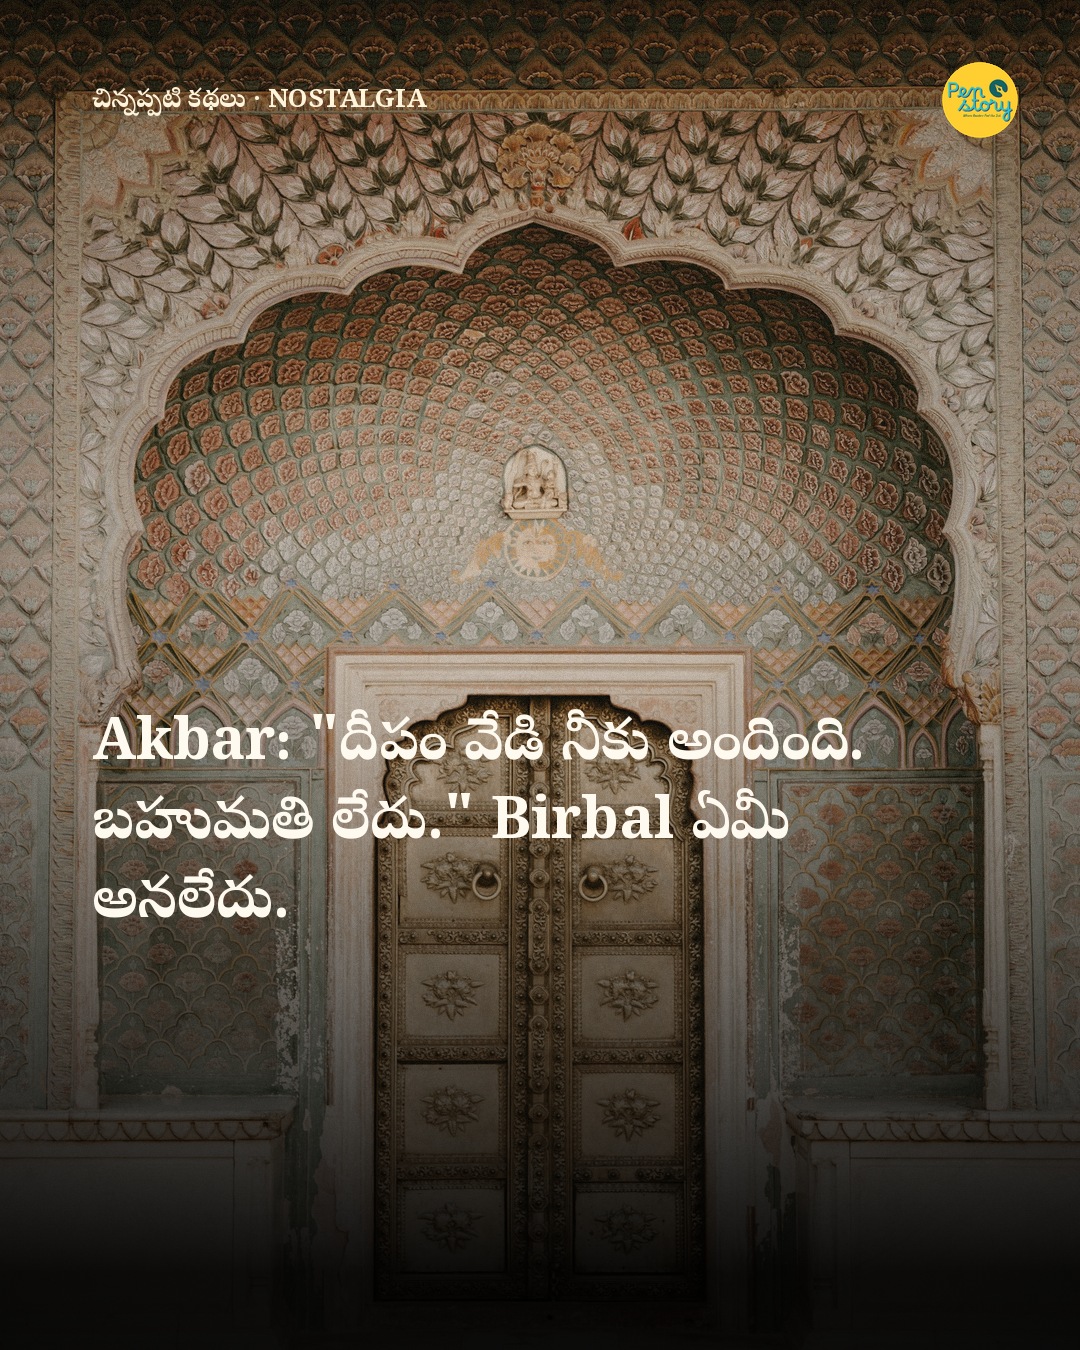 చిన్నప్పటి కథలు · NOSTALGIA
Pen
story
Akbar: "దీపం వేడి నీకు అందింది.
బహుమతి లేదు." Birbal ఏమీ
అనలేదు.